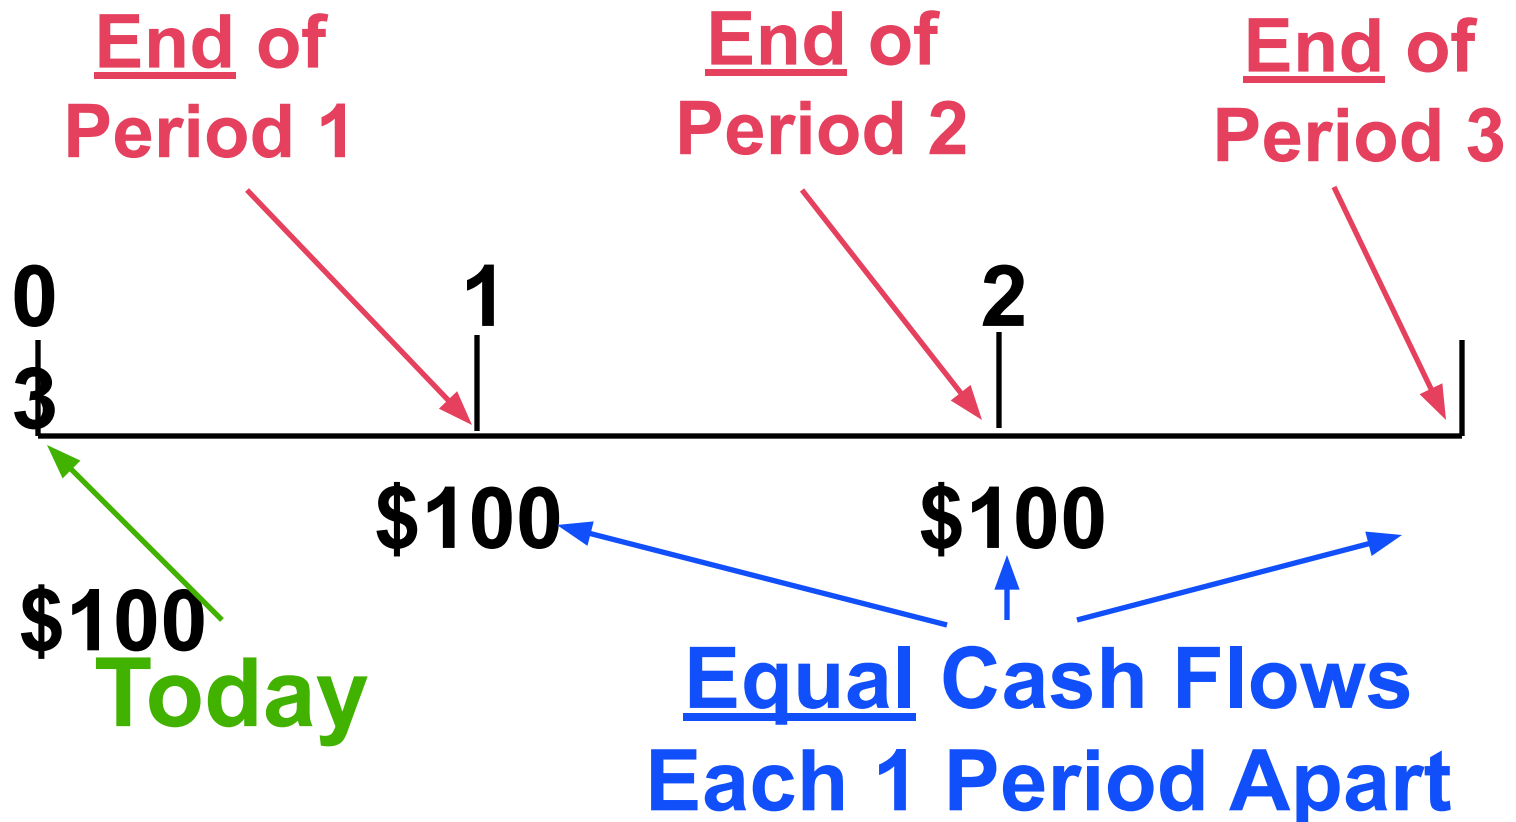 End of
Period 1
End of
Period 2
End of
Period 3
0
1
2
3
$100
$100
$100
Today
Equal Cash Flows
Each 1 Period Apart